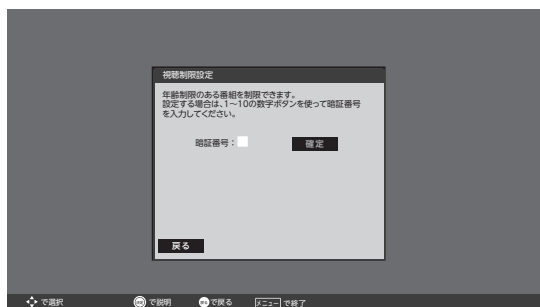 視聴制限設定
年齢制限のある番組を制限できます。
設定する場合は、1～10の数字ボタンを使って暗証番号
を入力してください。
暗証番号： 確定
戻る
で選択 で説明 で戻る メニュー で終了